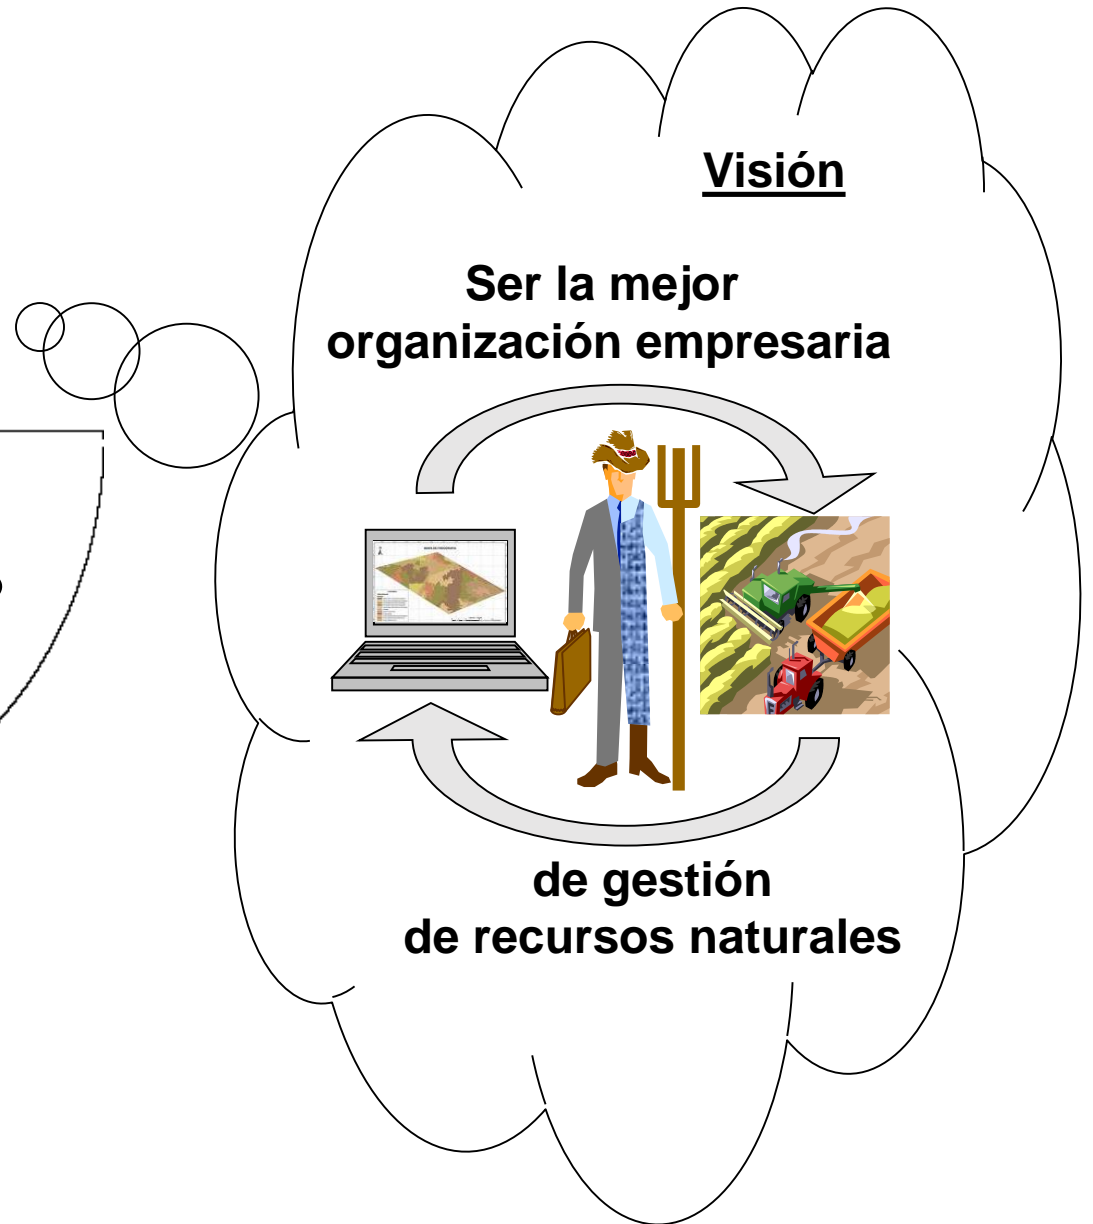 Visión
Ser la mejor
organización empresaria
de gestión
de recursos naturales